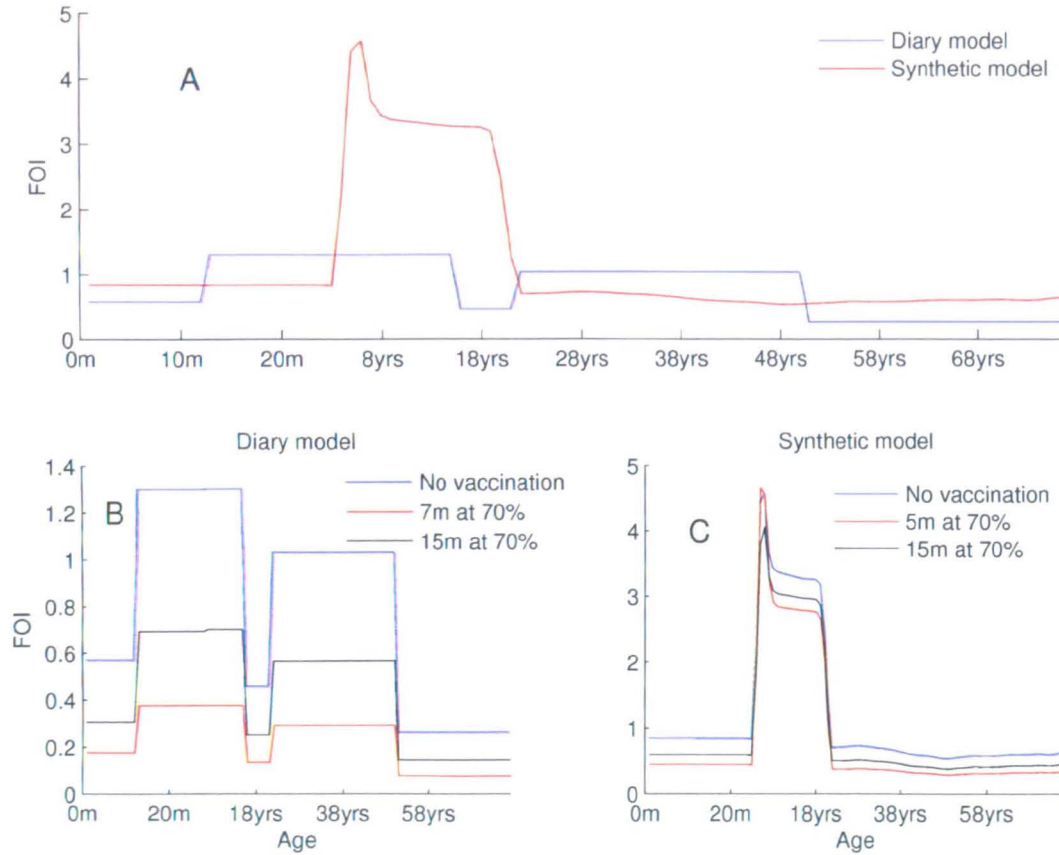 5
4
3
2
1
0
FOI
A
Diary model
Synthetic model
0m 10m 20m 8yrs 18yrs 28yrs 38yrs 48yrs 58yrs 68yrs
Diary model
1.4
1.2
1
0.8
0.6
0.4
0.2
0
FOI
B
No vaccination
7m at 70%
15m at 70%
0m 20m 18yrs 38yrs 58yrs
Age
Synthetic model
5
4
3
2
1
0
C
No vaccination
5m at 70%
15m at 70%
0m 20m 18yrs 38yrs 58yrs
Age